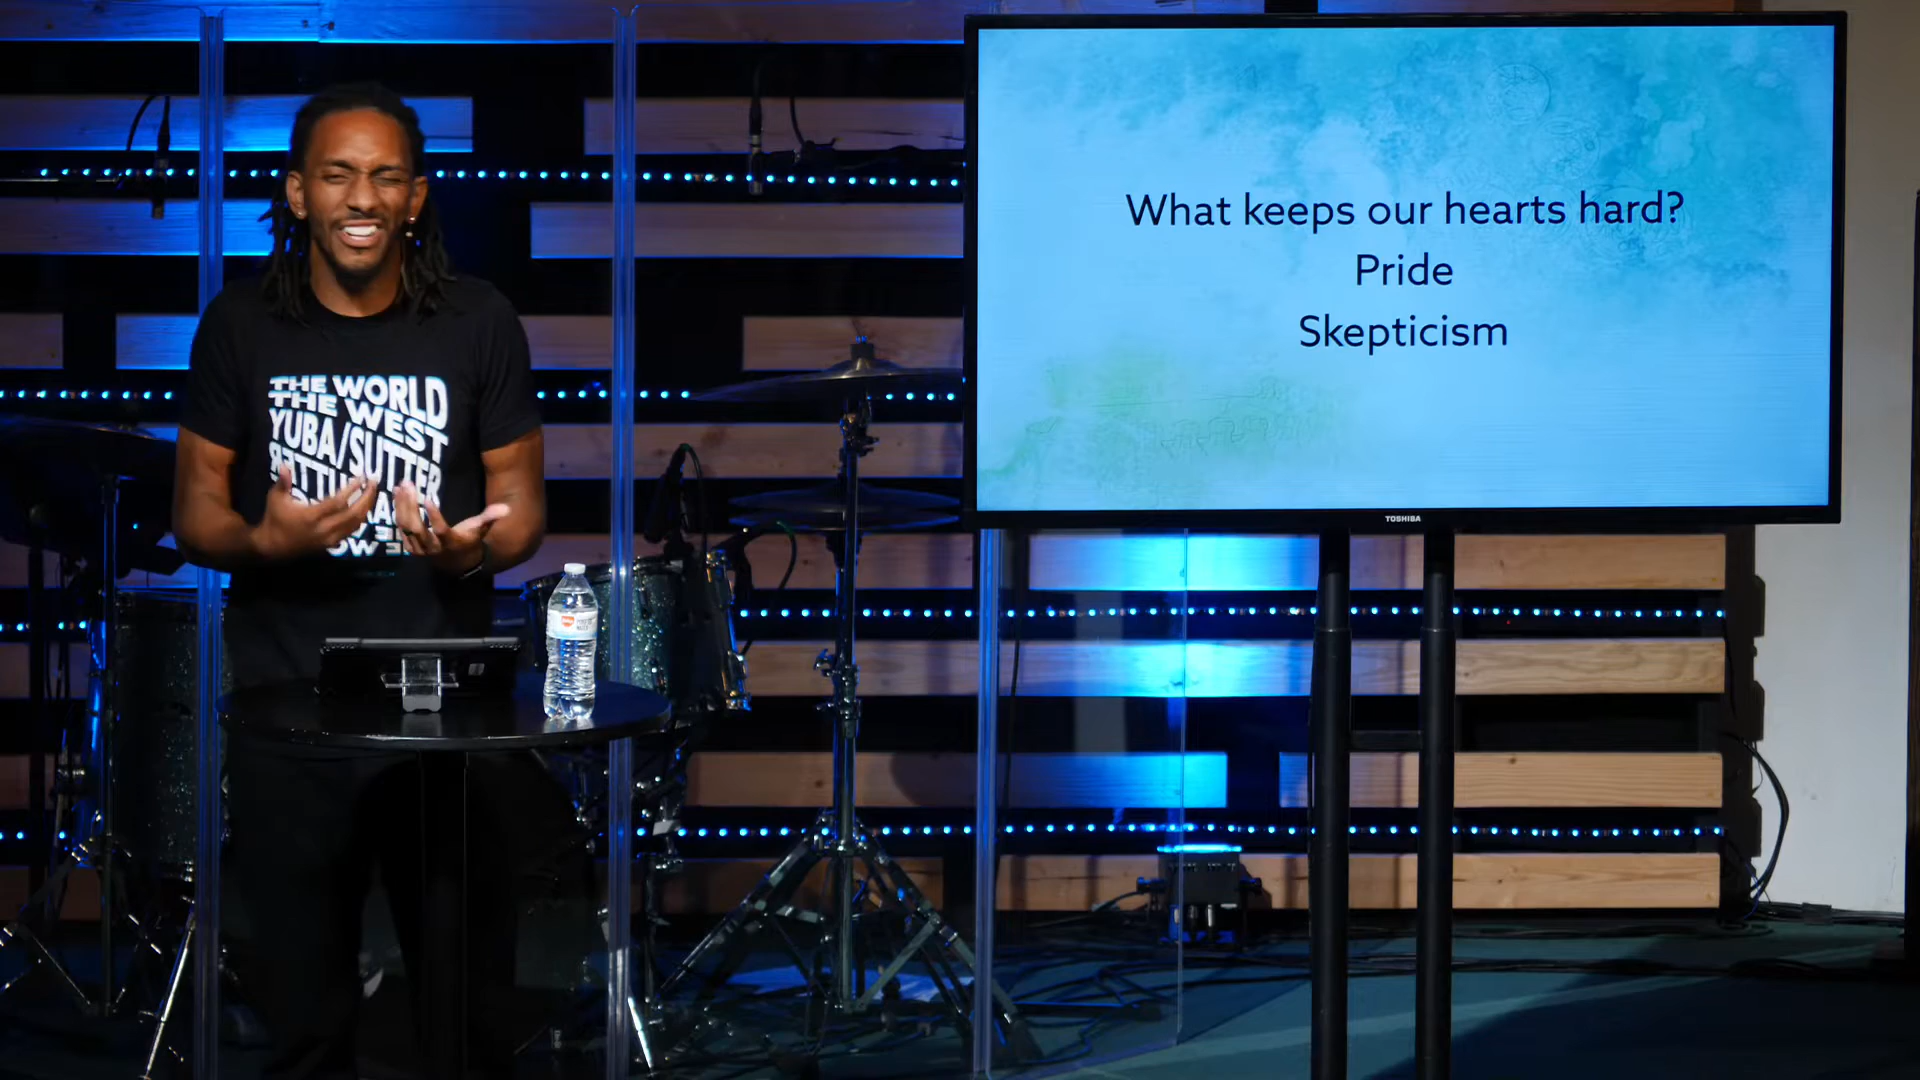 What keeps our hearts hard?
Pride
Skepticism
TOSHIBA
THE WORLD
THE WEST
YUBA/SUTTER